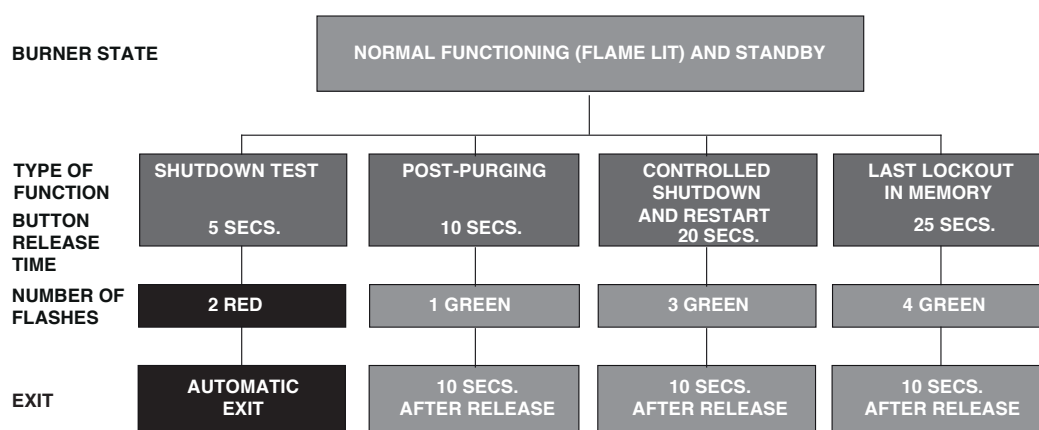 BURNER STATE
NORMAL FUNCTIONING (FLAME LIT) AND STANDBY
TYPE OF
FUNCTION
BUTTON
RELEASE
TIME
SHUTDOWN TEST
5 SECS.
POST-PURGING
10 SECS.
CONTROLLED
SHUTDOWN
AND RESTART
20 SECS.
LAST LOCKOUT
IN MEMORY
25 SECS.
NUMBER OF
FLASHES
2 RED
1 GREEN
3 GREEN
4 GREEN
EXIT
AUTOMATIC
EXIT
10 SECS.
AFTER RELEASE
10 SECS.
AFTER RELEASE
10 SECS.
AFTER RELEASE